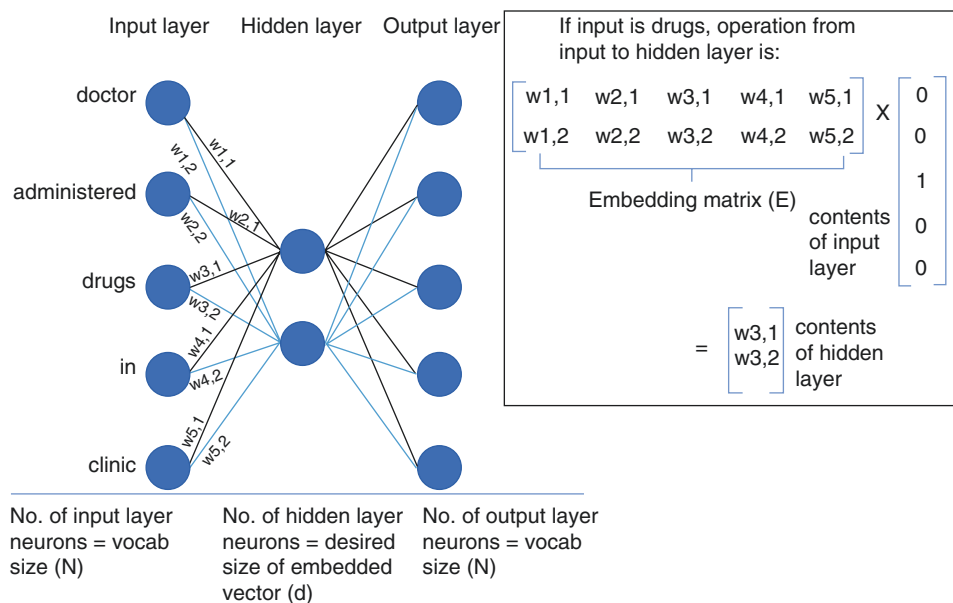 Input layer Hidden layer Output layer
doctor
administered
drugs
in
clinic
w1,1
w1,2
w2,1
w2,2
w3,1
w3,2
w4,1
w4,2
w5,1
w5,2
No. of input layer
neurons = vocab
size (N)
No. of hidden layer
neurons = desired
size of embedded
vector (d)
No. of output layer
neurons = vocab
size (N)
If input is drugs, operation from
input to hidden layer is:
w1,1 w2,1 w3,1 w4,1 w5,1
w1,2 w2,2 w3,2 w4,2 w5,2
X
0
0
1
0
0
Embedding matrix (E)
contents
of input
layer
=
w3,1
w3,2
contents
of hidden
layer